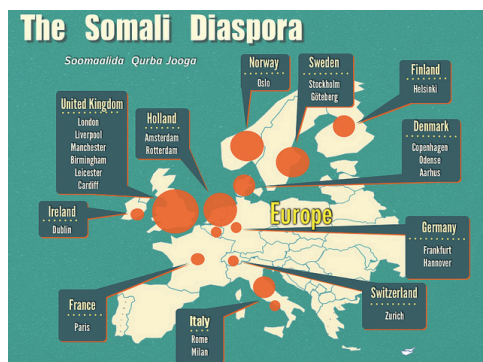 The Somali Diaspora
Soomaalida Qurba Jooga
Norway
Oslo
Sweden
Stockholm
Göteberg
Finland
Helsinki
United Kingdom
London
Liverpool
Manchester
Birmingham
Leicester
Cardiff
Holland
Amsterdam
Rotterdam
Denmark
Copenhagen
Odense
Aarhus
Ireland
Dublin
Europe
Germany
Frankfurt
Hannover
France
Paris
Italy
Rome
Milan
Switzerland
Zurich